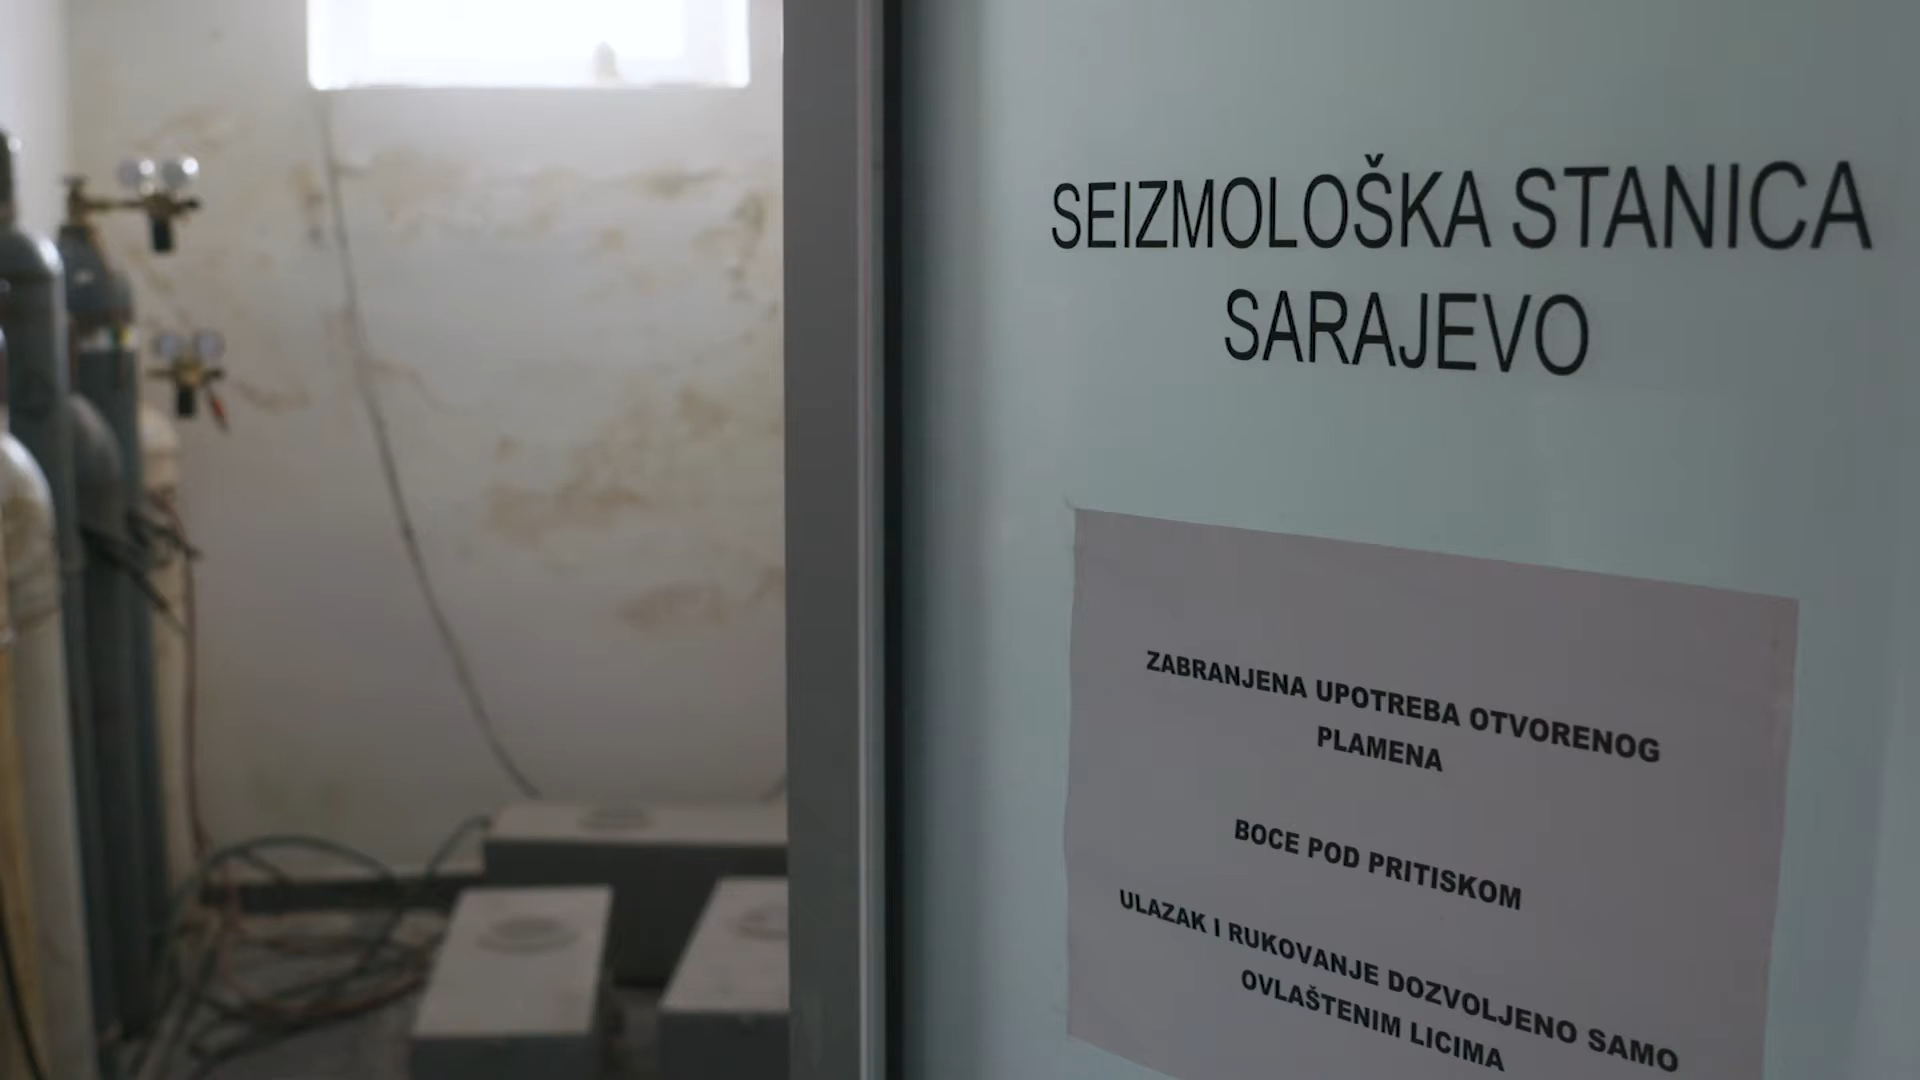 SEIZMOLOŠKA STANICA
SARAJEVO
ZABRANJENA UPOTREBA OTVORENOG
PLAMENA
BOCE POD PRITISKOM
ULAZAK I RUKOVANJE DOZVOLJENO SAMO
OVLAŠTENIM LICIMA